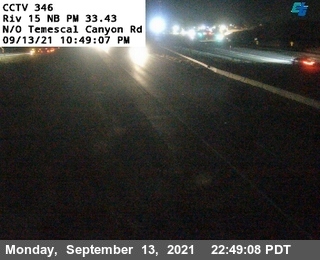 CCTV 346
Riv 15 NB PM 33.43
N/O Temescal Canyon Rd
09/13/21 10:49:07 PM
Monday, September 13, 2021 22:49:08 PDT